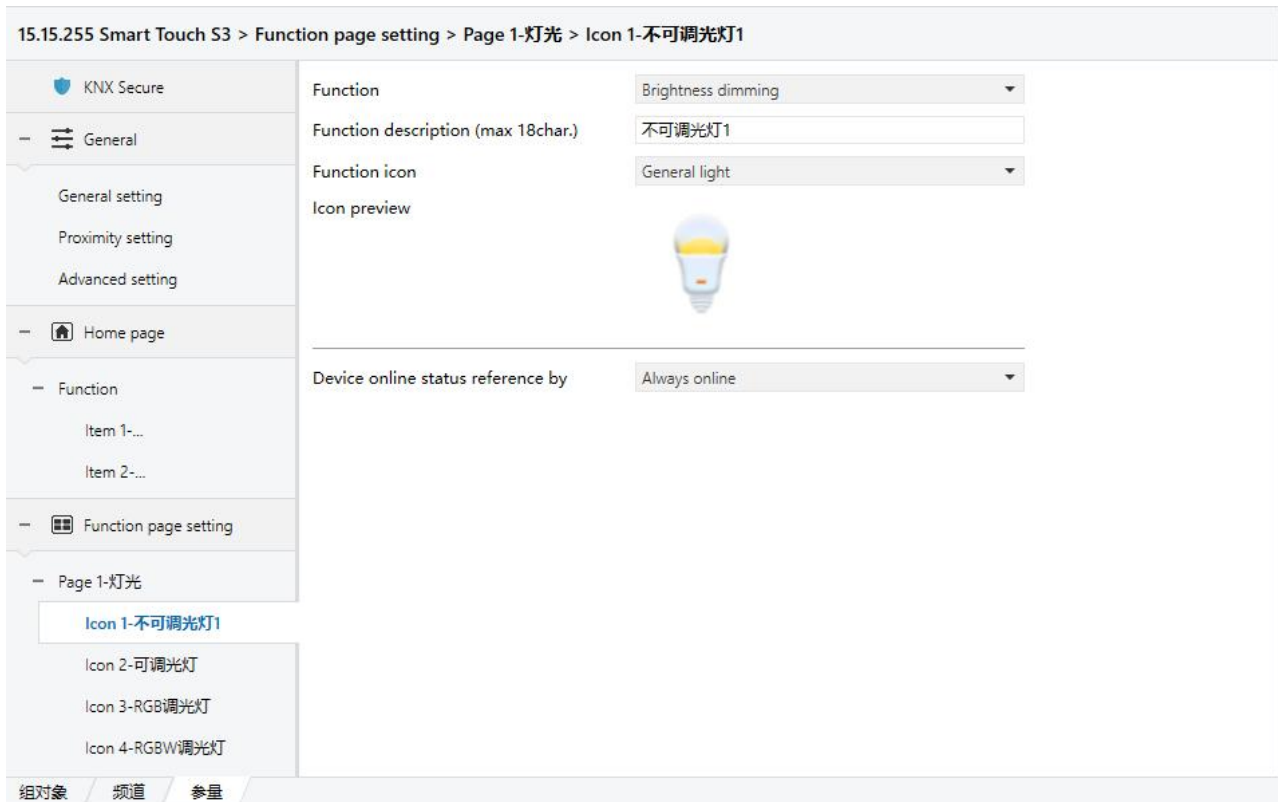 15.15.255 Smart Touch S3 > Function page setting > Page 1-灯光 > Icon 1-不可调光灯1
KNX Secure
General
General setting
Proximity setting
Advanced setting
Home page
Function
Item 1-...
Item 2-...
Function page setting
Page 1-灯光
Icon 1-不可调光灯1
Icon 2-可调光灯
Icon 3-RGB调光灯
Icon 4-RGBW调光灯
Function Brightness dimming
Function description (max 18char.) 不可调光灯1
Function icon General light
Icon preview
Device online status reference by Always online
组对象 频道 参量